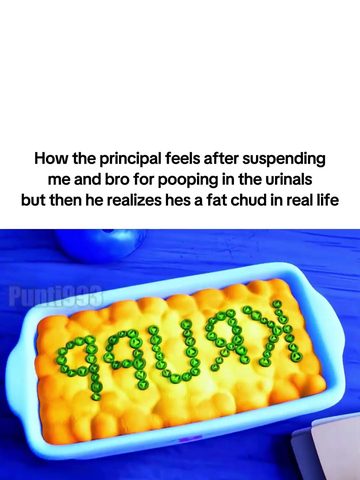 How the principal feels after suspending
me and bro for pooping in the urinals
but then he realizes hes a fat chud in real life